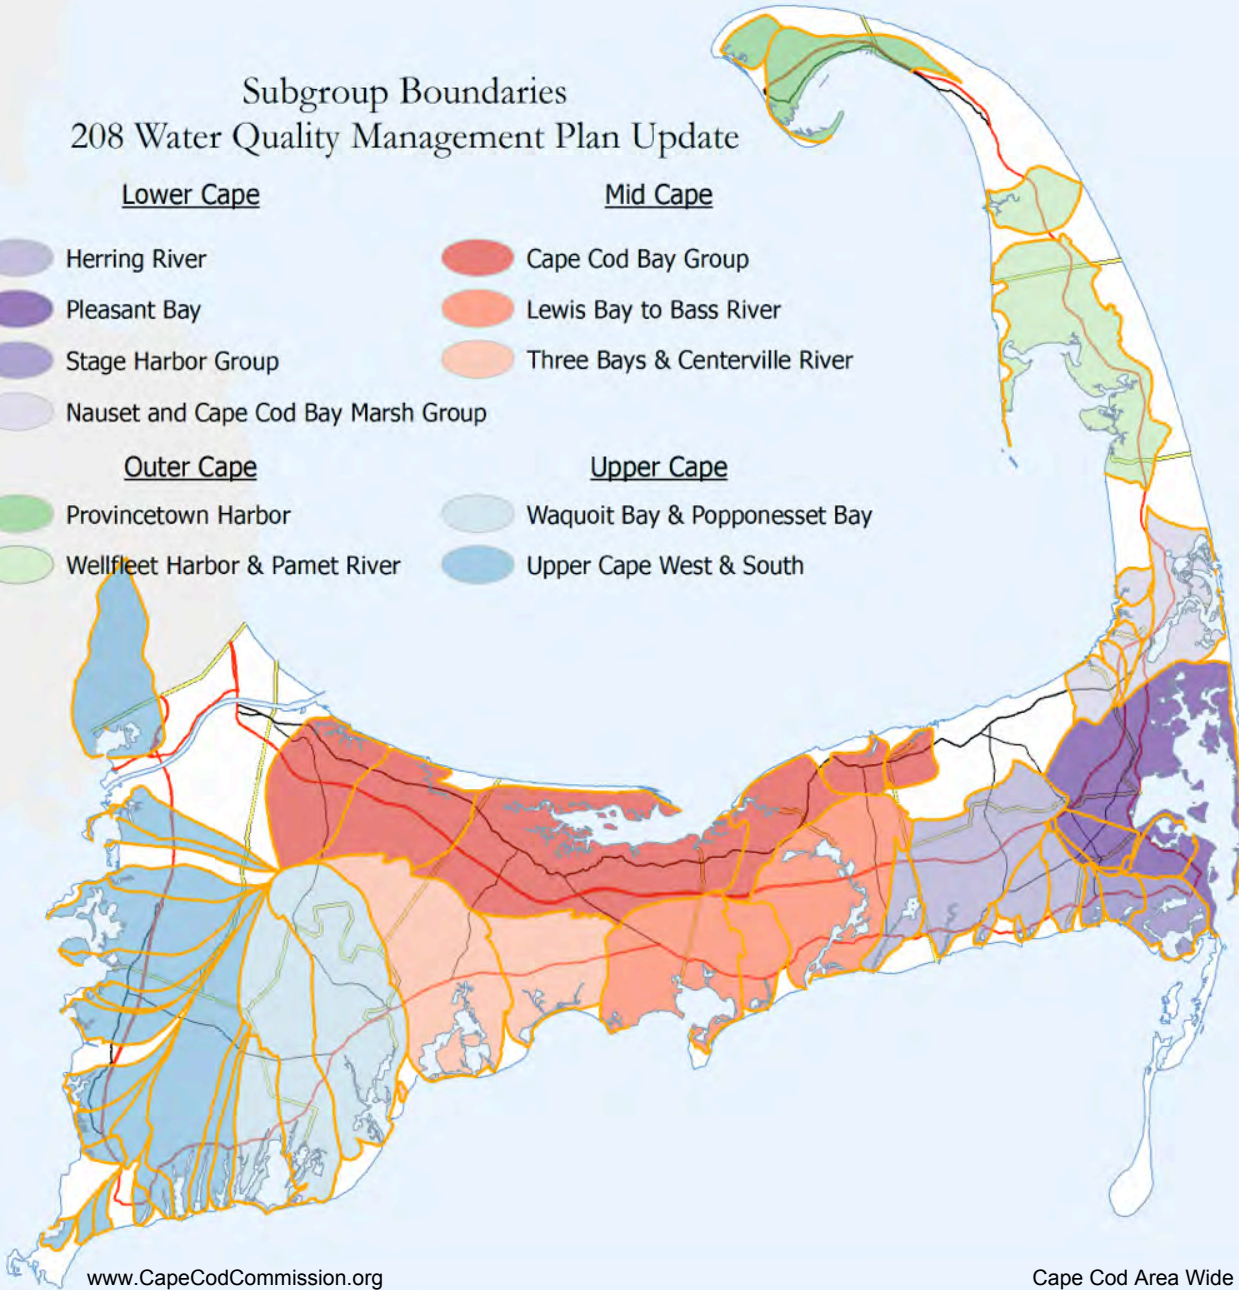 Subgroup Boundaries
208 Water Quality Management Plan Update
Lower Cape
Herring River
Pleasant Bay
Stage Harbor Group
Nauset and Cape Cod Bay Marsh Group
Mid Cape
Cape Cod Bay Group
Lewis Bay to Bass River
Three Bays & Centerville River
Outer Cape
Provincetown Harbor
Wellfleet Harbor & Pamet River
Upper Cape
Waquoit Bay & Popponesset Bay
Upper Cape West & South
www.CapeCodCommission.org
Cape Cod Area Wide